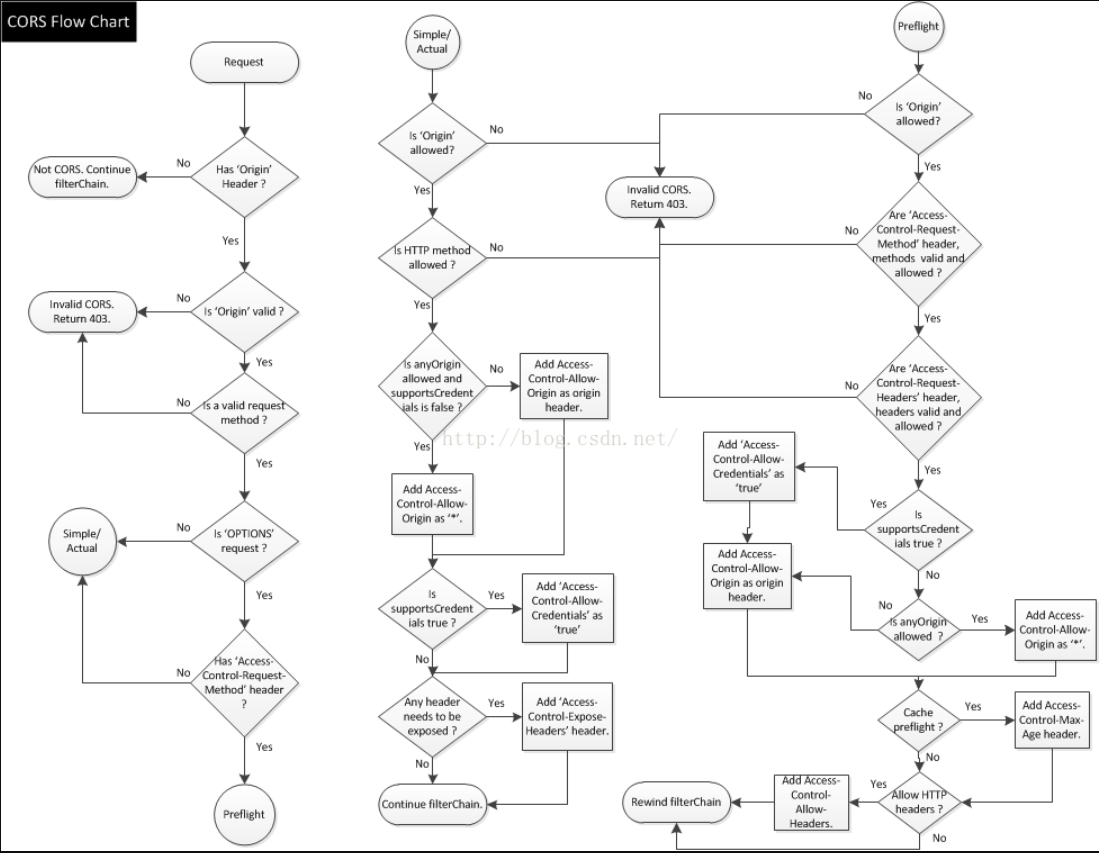 CORS Flow Chart
Request
Has ‘Origin’
Header ?
No
Not CORS. Continue
filterChain.
Yes
Is ‘Origin’ valid ?
No
Invalid CORS.
Return 403.
Yes
Is a valid request
method ?
No
Yes
Is ‘OPTIONS’
request ?
No
Simple/
Actual
Yes
Has ‘Access-
Control-Request-
Method’ header
?
No
Yes
Preflight
Simple/
Actual
Is ‘Origin’
allowed?
No
Yes
Is HTTP method
allowed ?
No
Yes
Is anyOrigin
allowed and
supportsCredent
ials is false ?
No
Add Access-
Control-Allow-
Origin as origin
header.
Yes
Add Access-
Control-Allow-
Origin as ‘*’.
Is
supportsCredent
ials true ?
Yes
Add ‘Access-
Control-Allow-
Credentials’ as
‘true’
No
Any header
needs to be
exposed ?
Yes
Add ‘Access-
Control-Expose-
Headers’ header.
No
Continue filterChain.
Invalid CORS.
Return 403.
Preflight
Is ‘Origin’
allowed?
No
Yes
Are ‘Access-
Control-Request-
Method’ header,
methods valid and
allowed ?
No
Yes
Are ‘Access-
Control-Request-
Headers’ header,
headers valid and
allowed ?
No
Yes
Is
supportsCredent
ials true ?
Yes
Add ‘Access-
Control-Allow-
Credentials’ as
‘true’
Add Access-
Control-Allow-
Origin as origin
header.
No
Is anyOrigin
allowed ?
No
Yes
Add Access-
Control-Allow-
Origin as ‘*’.
Cache
preflight ?
Yes
Add Access-
Control-Max-
Age header.
No
Allow HTTP
headers ?
Yes
Add Access-
Control-
Allow-
Headers.
Rewind filterChain
No
http://blog.csdn.net/